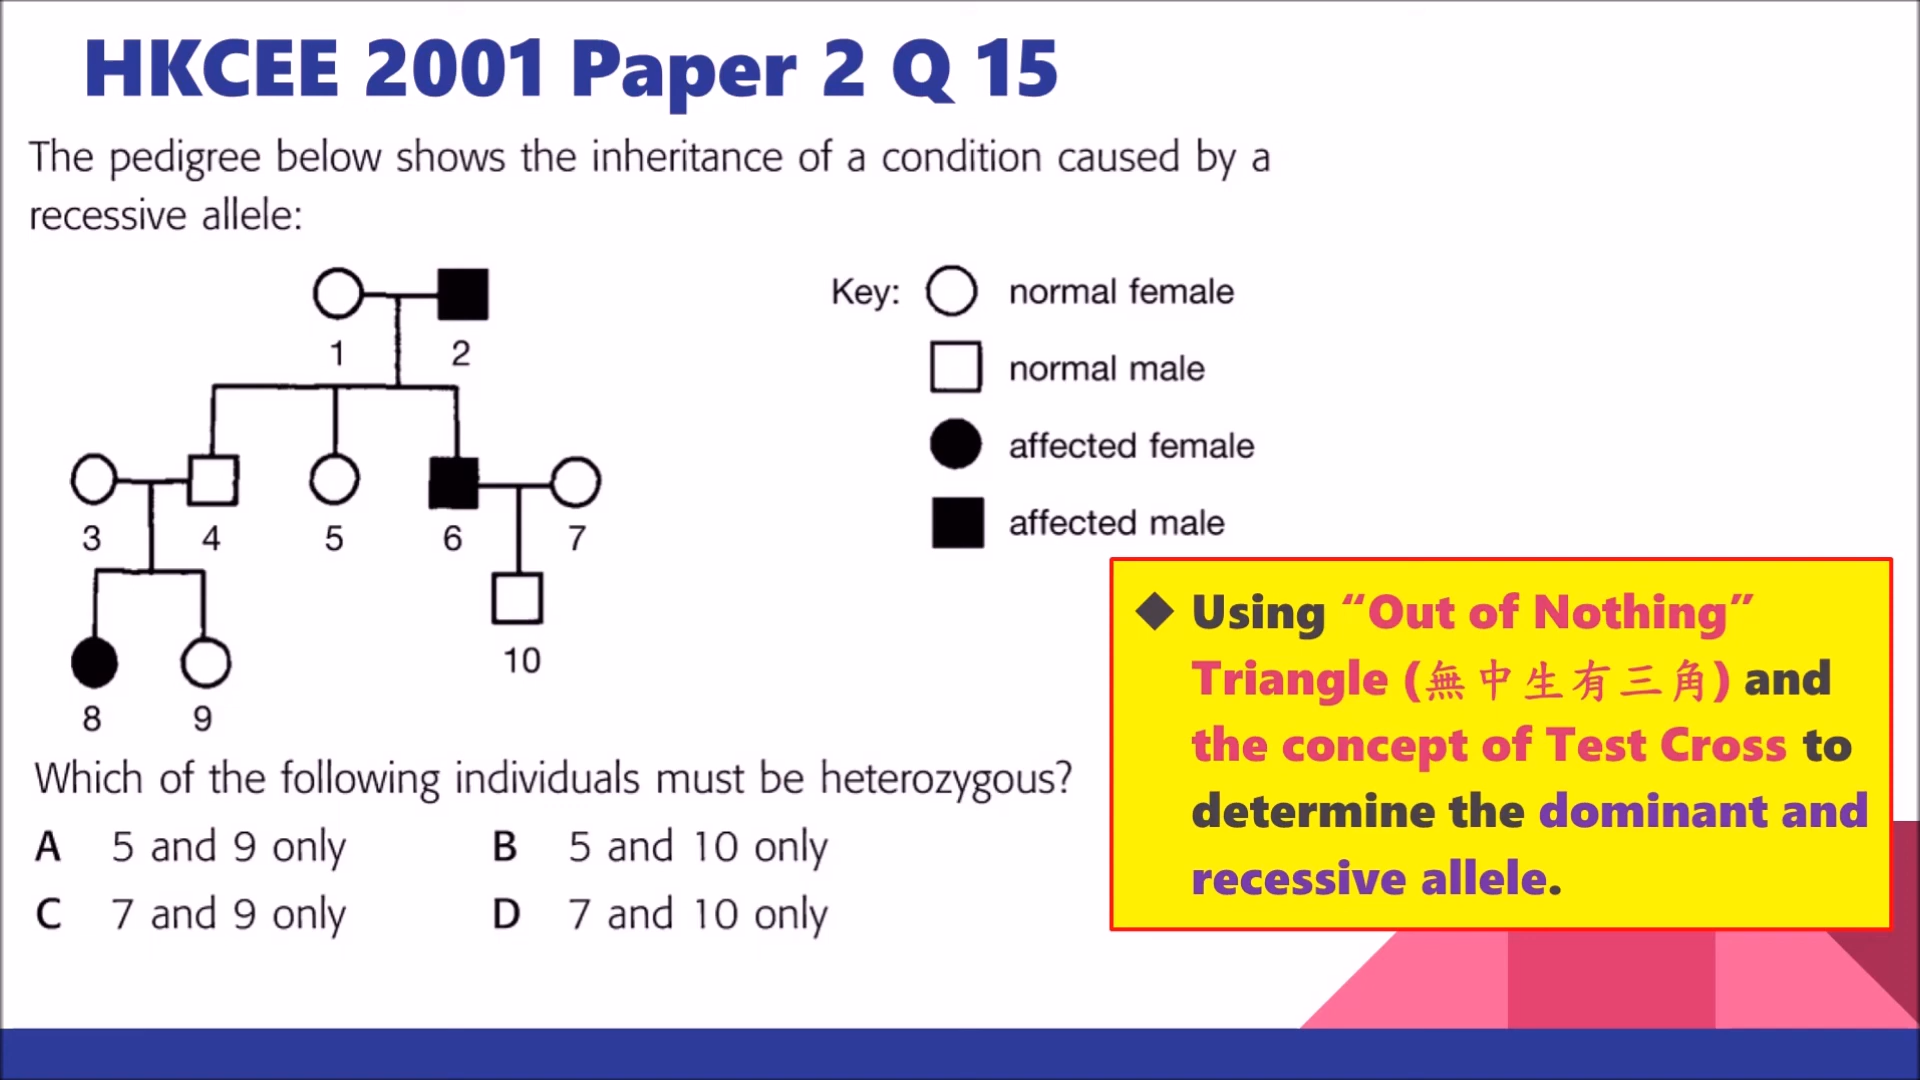 HKCEE 2001 Paper 2 Q 15
The pedigree below shows the inheritance of a condition caused by a
recessive allele:
1 2
Key: normal female
normal male
affected female
affected male
3 4 5 6 7
8 9 10
Which of the following individuals must be heterozygous?
A 5 and 9 only B 5 and 10 only
C 7 and 9 only D 7 and 10 only
◆ Using “Out of Nothing”
Triangle (無中生有三角) and
the concept of Test Cross to
determine the dominant and
recessive allele.